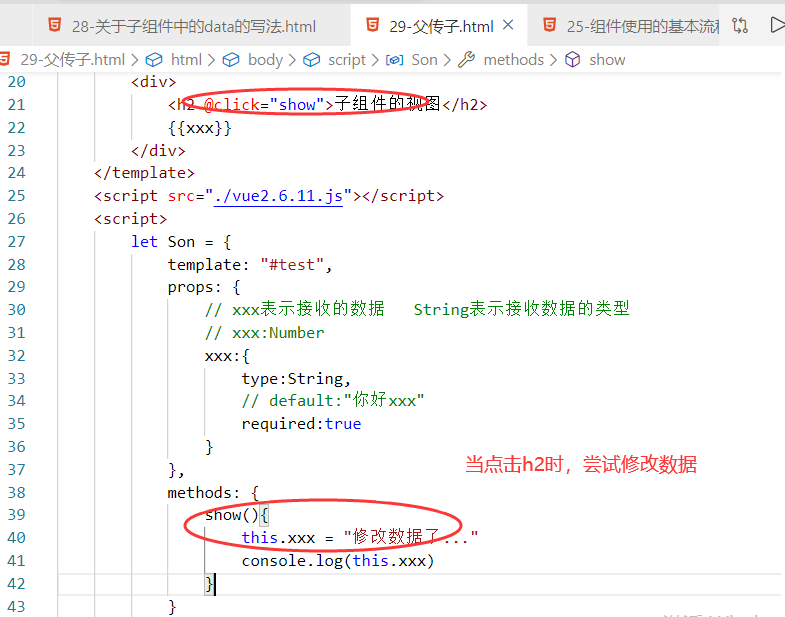 28-关于子组件中的data的写法.html 29-父传子.html 25-组件使用的基本流程
29-父传子.html > html > body > script > Son > methods > show
20 <div>
21 <h2 @click="show">子组件的视图</h2>
22 {{xxx}}
23 </div>
24 </template>
25 <script src="./vue2.6.11.js"></script>
26 <script>
27 let Son = {
28 template: "#test",
29 props: {
30 // xxx表示接收的数据 String表示接收数据的类型
31 // xxx:Number
32 xxx:{
33 type:String,
34 // default:"你好xxx"
35 required:true
36 }
37 },
当点击h2时，尝试修改数据
38 methods: {
39 show(){
40 this.xxx = "修改数据了..."
41 console.log(this.xxx)
42 }
43 }